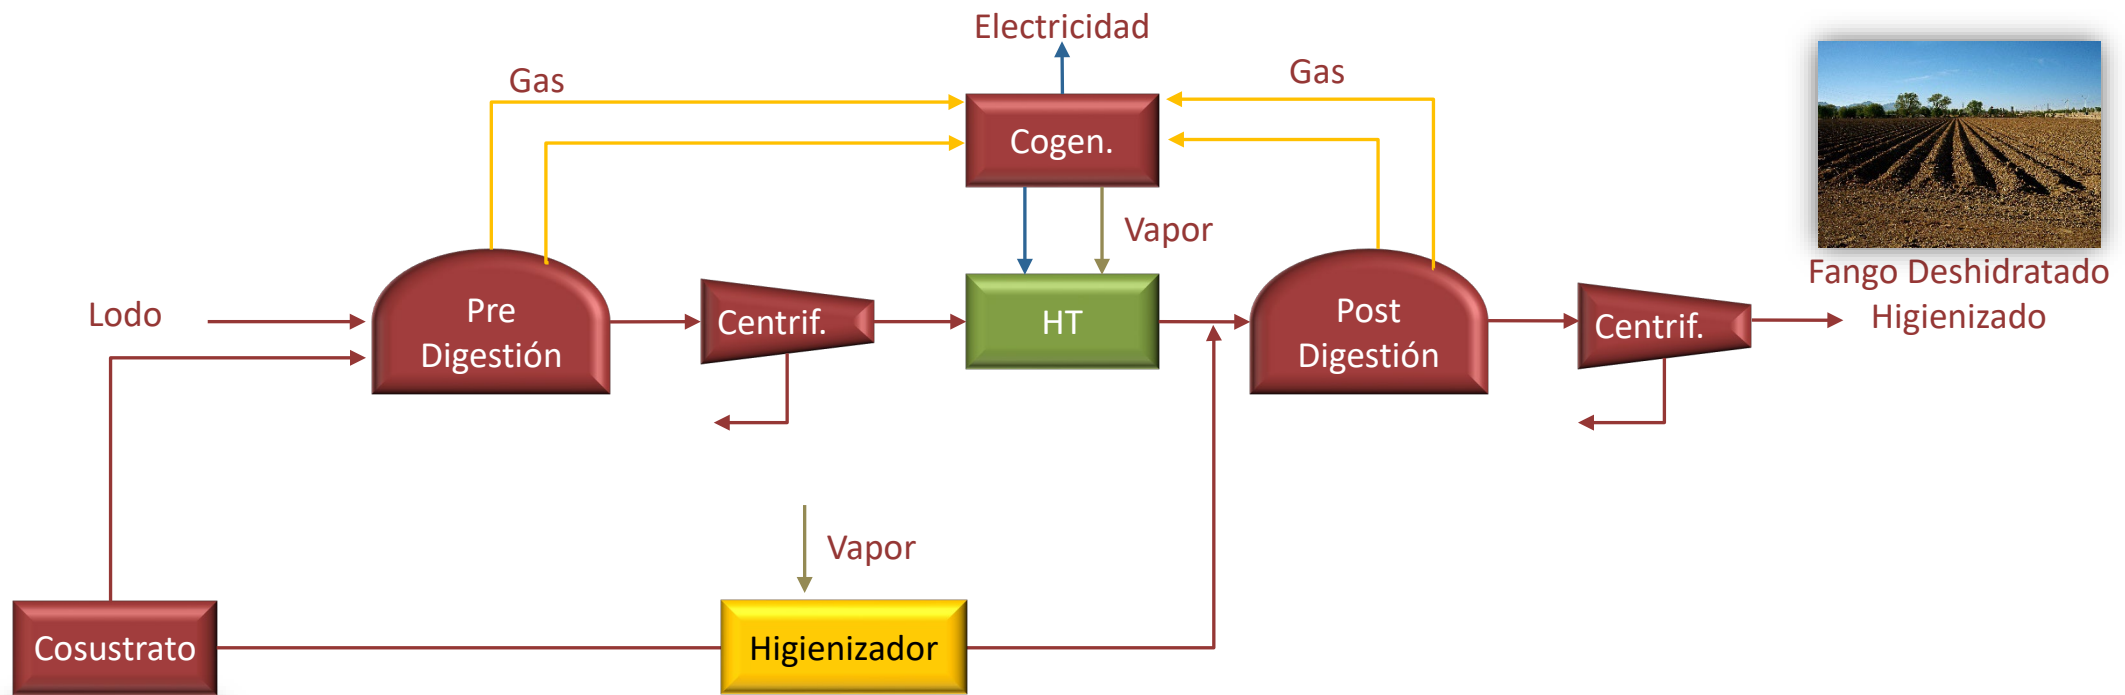 Electricidad
Gas
Gas
Cogen.
Vapor
Lodo
Pre
Digestión
Centrif.
HT
Post
Digestión
Centrif.
Fango Deshidratado
Higienizado
Vapor
Cosustrato
Higienizador